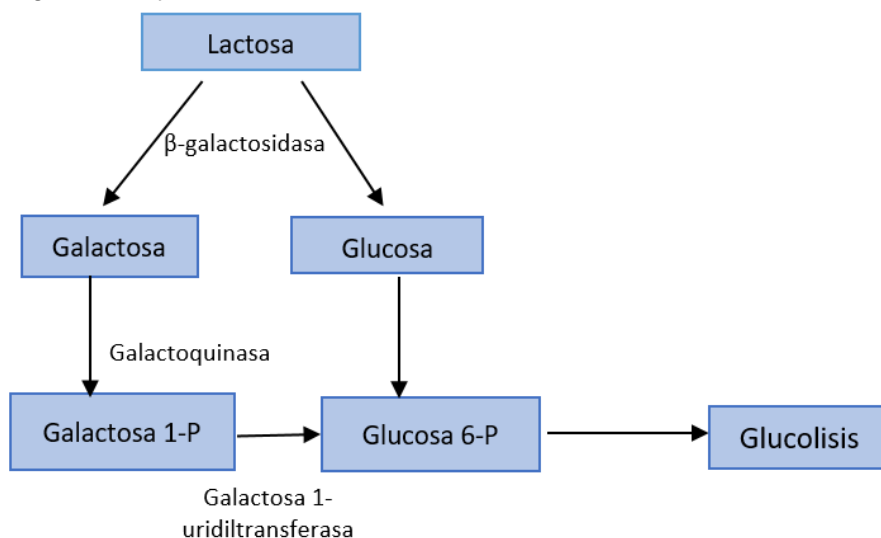 Lactosa
β-galactosidasa
Galactosa
Glucosa
Galactoquinasa
Galactosa 1-P
Glucosa 6-P
Glucolisis
Galactosa 1-
uridiltransferasa